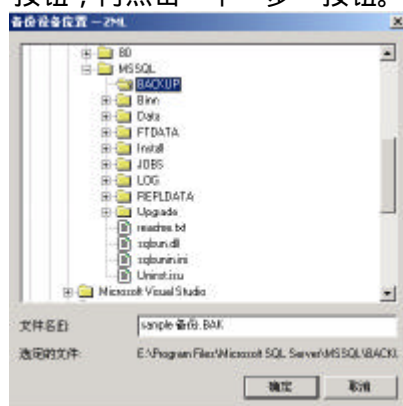 按钮，再点击“下一步”按钮。
备份设备位置 －ZML
80
MSSQL
BACKUP
Binn
Data
FTDATA
Install
JOBS
LOG
REPLDATA
Upgrade
readme.txt
sqlsun.dll
sqlsunin.ini
Uninst.isu
Microsoft Visual Studio
文件名(F):
sample 备份.BAK
选定的文件:
E:\Program Files\Microsoft SQL Server\MSSQL\BACKU
确定
取消